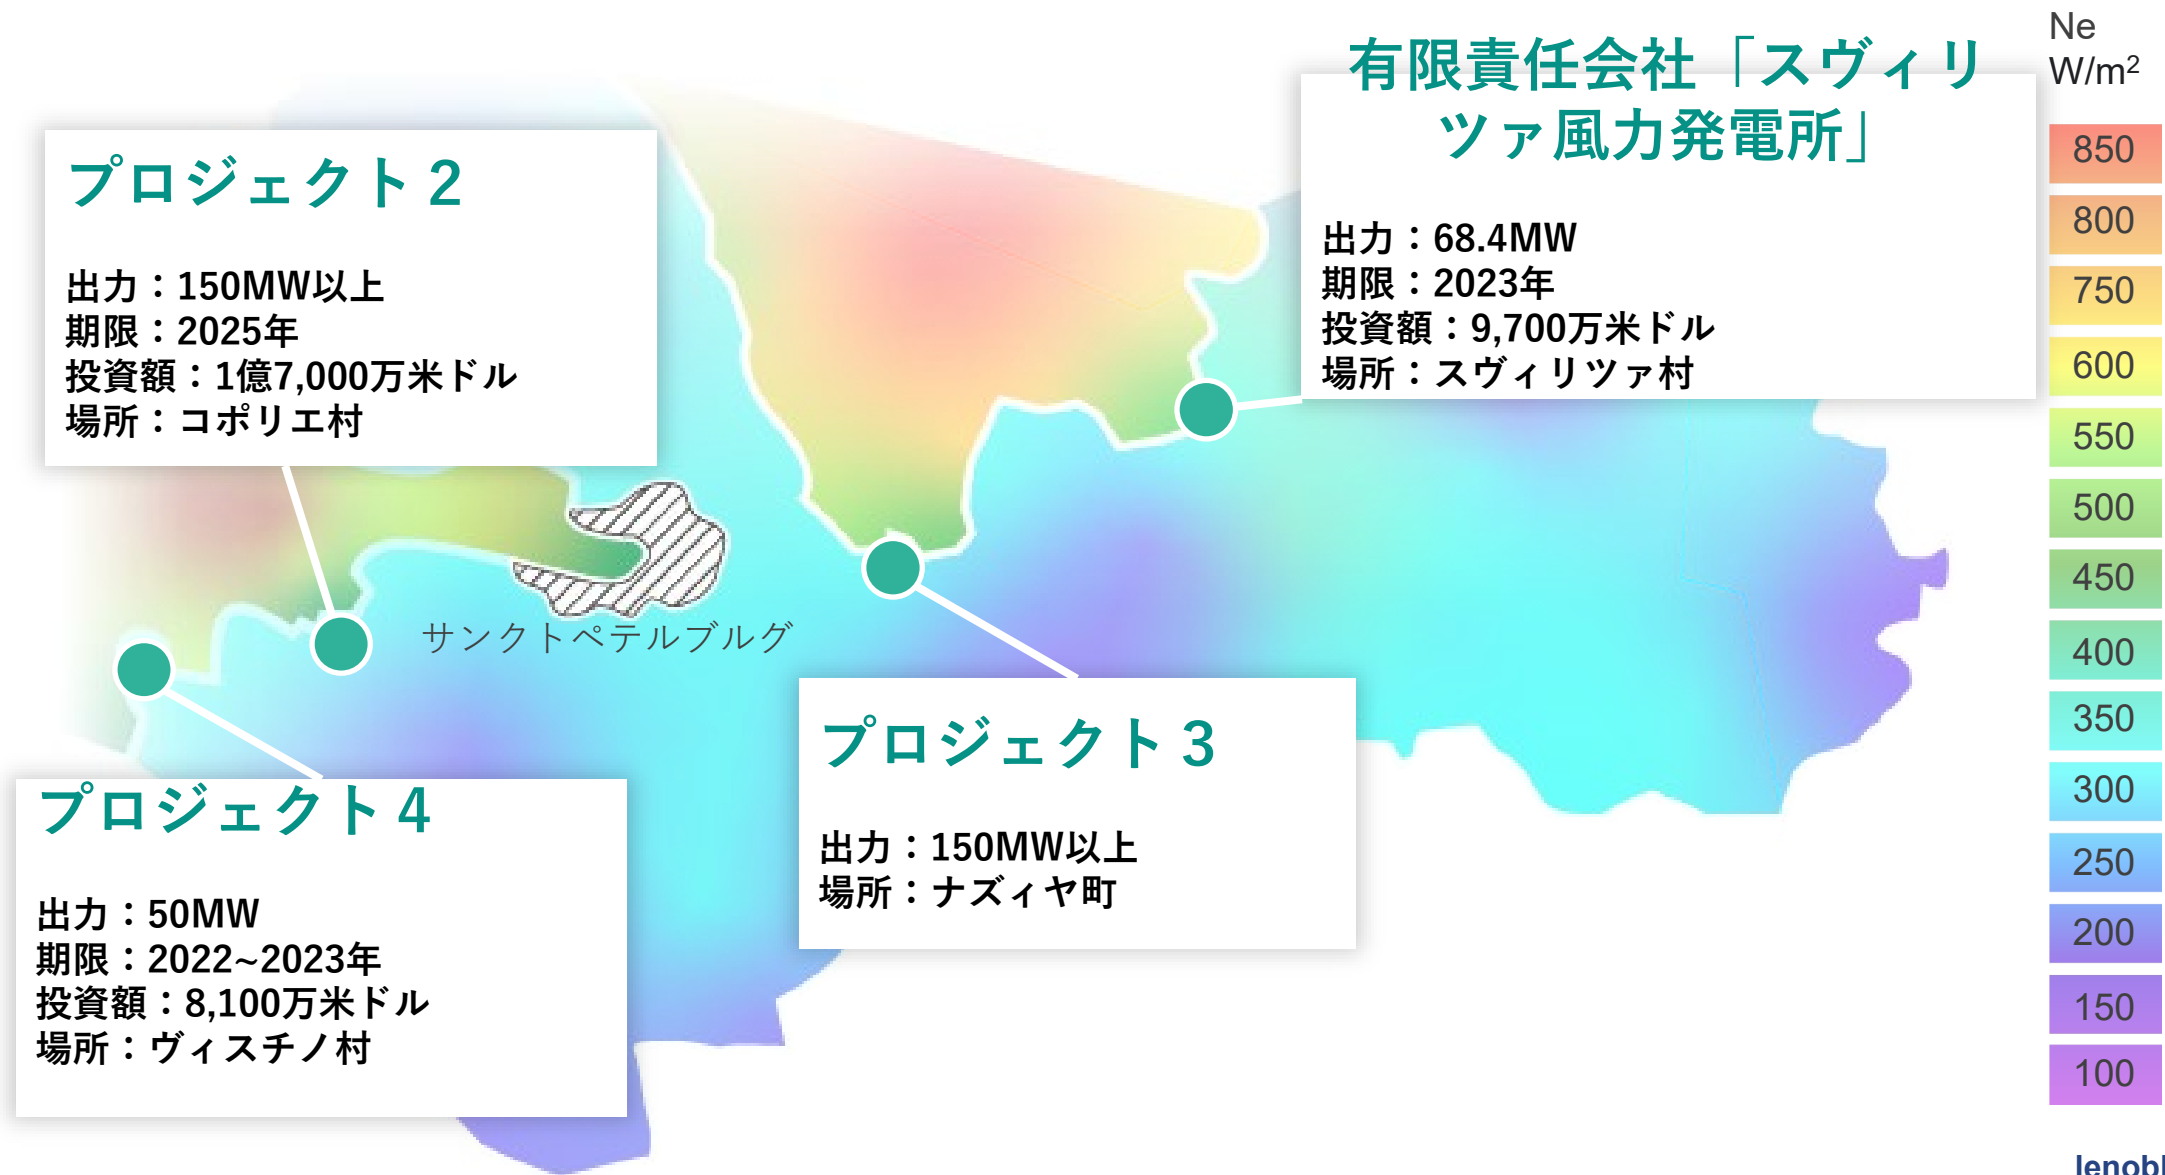 有限責任会社「スヴィリ
ツァ風力発電所」
出力：68.4MW
期限：2023年
投資額：9,700万米ドル
場所：スヴィリツァ村
プロジェクト２
出力：150MW以上
期限：2025年
投資額：1億7,000万米ドル
場所：コポリエ村
サンクトペテルブルグ
プロジェクト３
出力：150MW以上
場所：ナズィヤ町
プロジェクト４
出力：50MW
期限：2022~2023年
投資額：8,100万米ドル
場所：ヴィスチノ村
Ne
W/m²
850
800
750
600
550
500
450
400
350
300
250
200
150
100